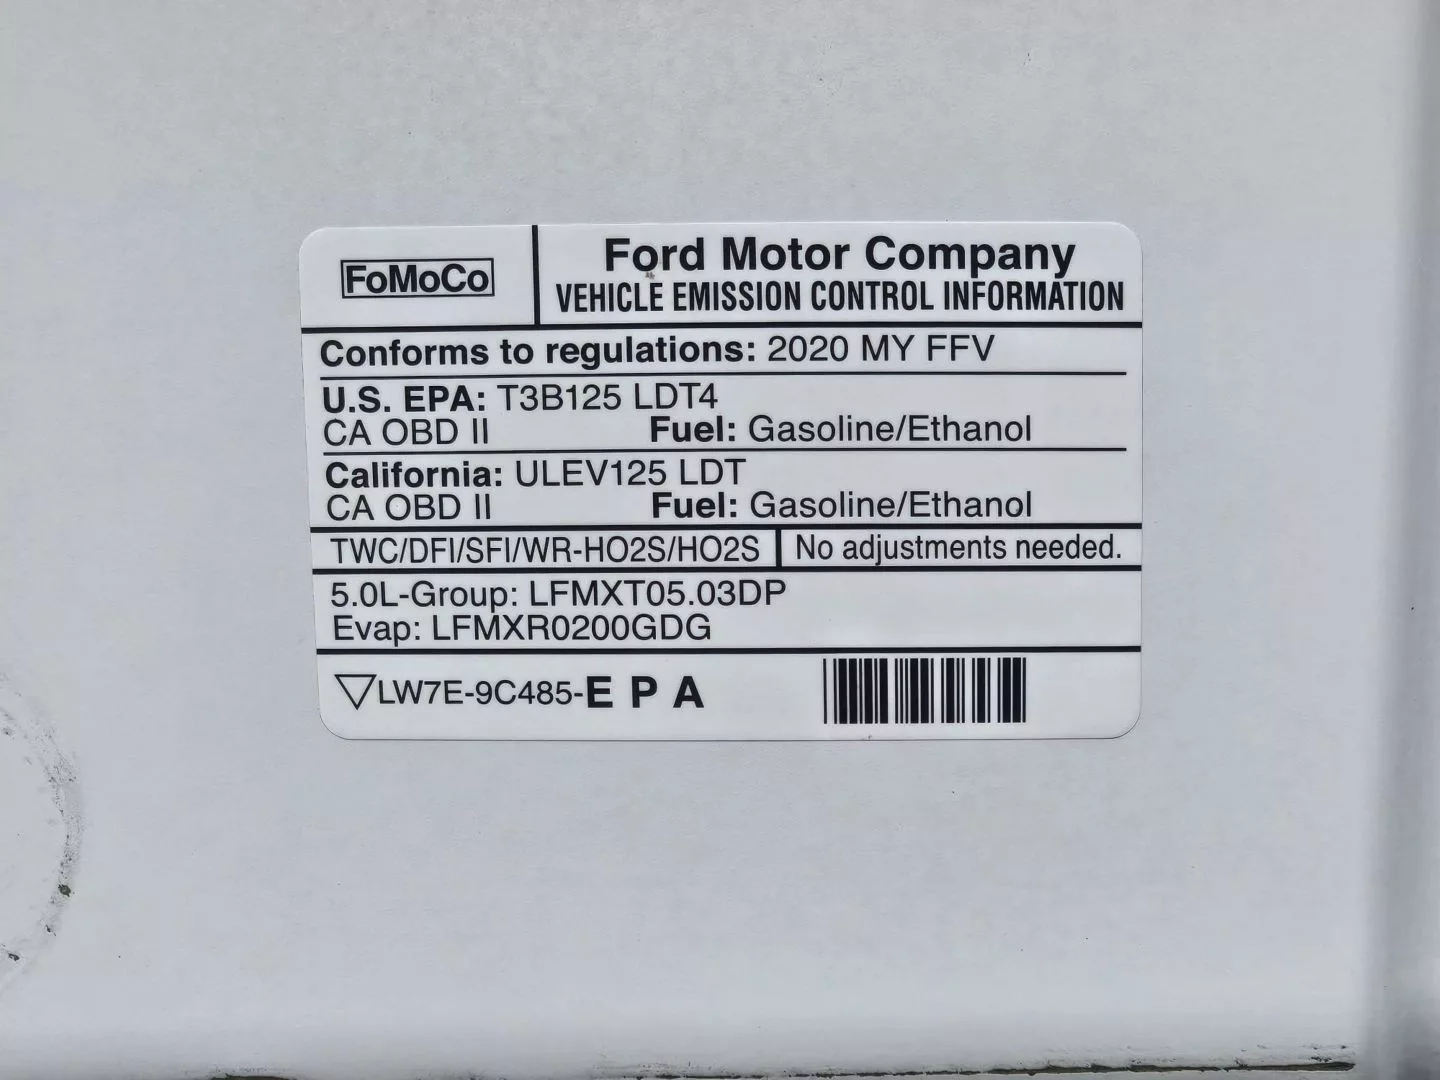 FoMoCo
Ford Motor Company
VEHICLE EMISSION CONTROL INFORMATION
Conforms to regulations: 2020 MY FFV
U.S. EPA: T3B125 LDT4
CA OBD II Fuel: Gasoline/Ethanol
California: ULEV125 LDT
CA OBD II Fuel: Gasoline/Ethanol
TWC/DFI/SFI/WR-HO2S/HO2S No adjustments needed.
5.0L-Group: LFMXT05.03DP
Evap: LFMXR0200GDG
LW7E-9C485-E P A